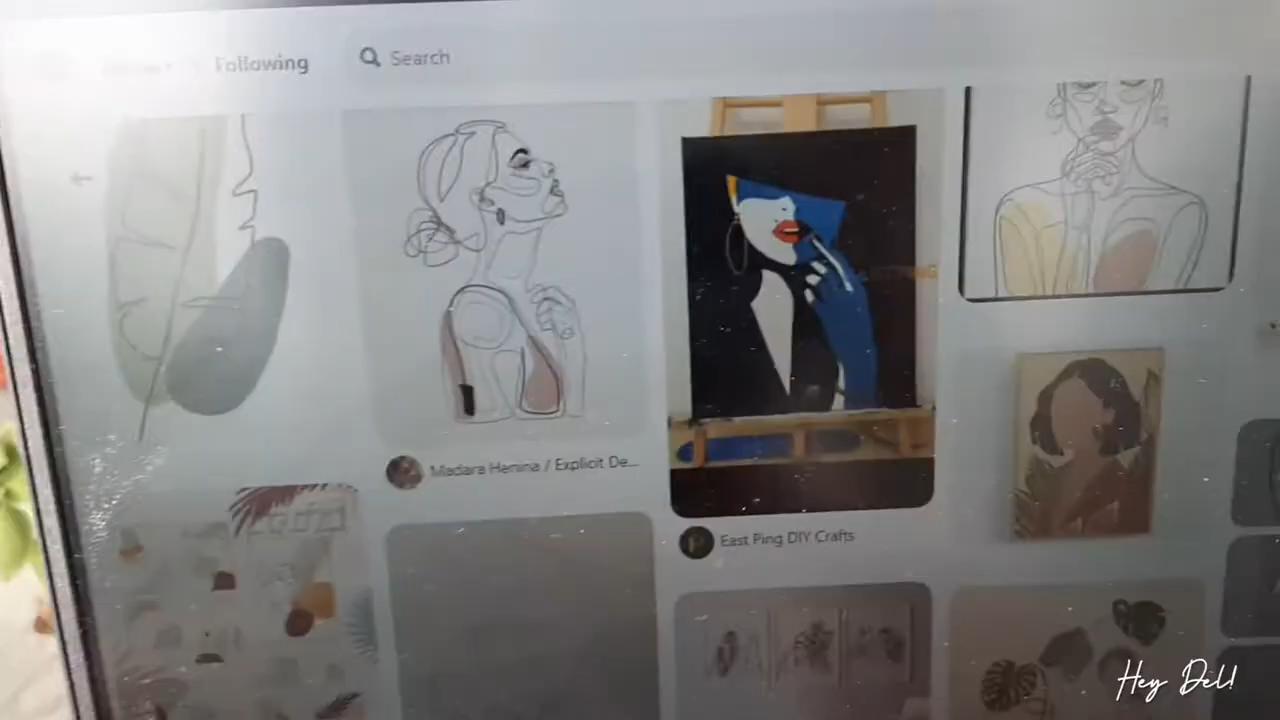 Following
Search
Madara Henina / Explicit De...
East Ping DIY Crafts
Hey Del!